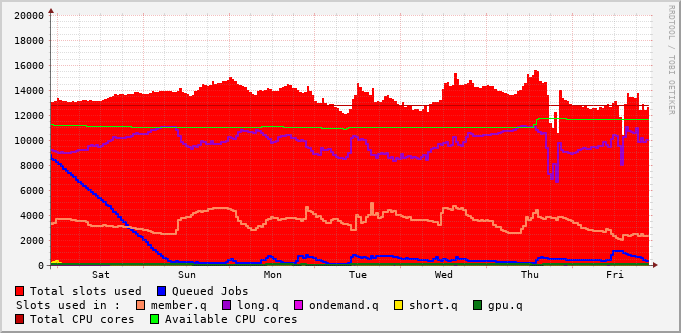 20000
18000
16000
14000
12000
10000
8000
6000
4000
2000
0
Sat Sun Mon Tue Wed Thu Fri
RRDTOOL / TOBI OETIKER
Total slots used Queued Jobs
Slots used in : member.q long.q ondemand.q short.q gpu.q
Total CPU cores Available CPU cores